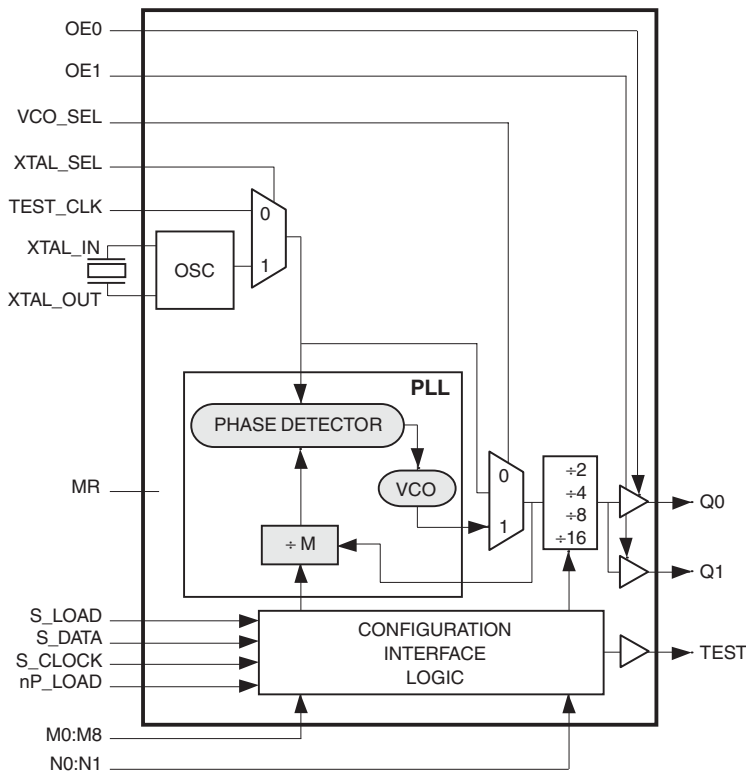 OE0
OE1
VCO_SEL
XTAL_SEL
TEST_CLK
0
XTAL_IN
OSC
1
XTAL_OUT
PLL
PHASE DETECTOR
VCO
0
1
÷2
÷4
÷8
÷16
MR
÷ M
Q0
Q1
S_LOAD
S_DATA
S_CLOCK
nP_LOAD
CONFIGURATION
INTERFACE
LOGIC
TEST
M0:M8
N0:N1